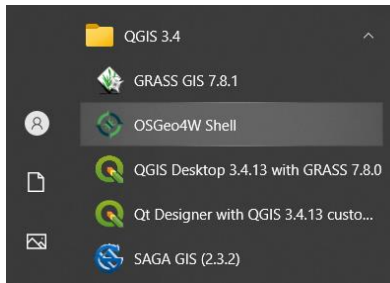 QGIS 3.4
GRASS GIS 7.8.1
OSGeo4W Shell
QGIS Desktop 3.4.13 with GRASS 7.8.0
Qt Designer with QGIS 3.4.13 custo...
SAGA GIS (2.3.2)